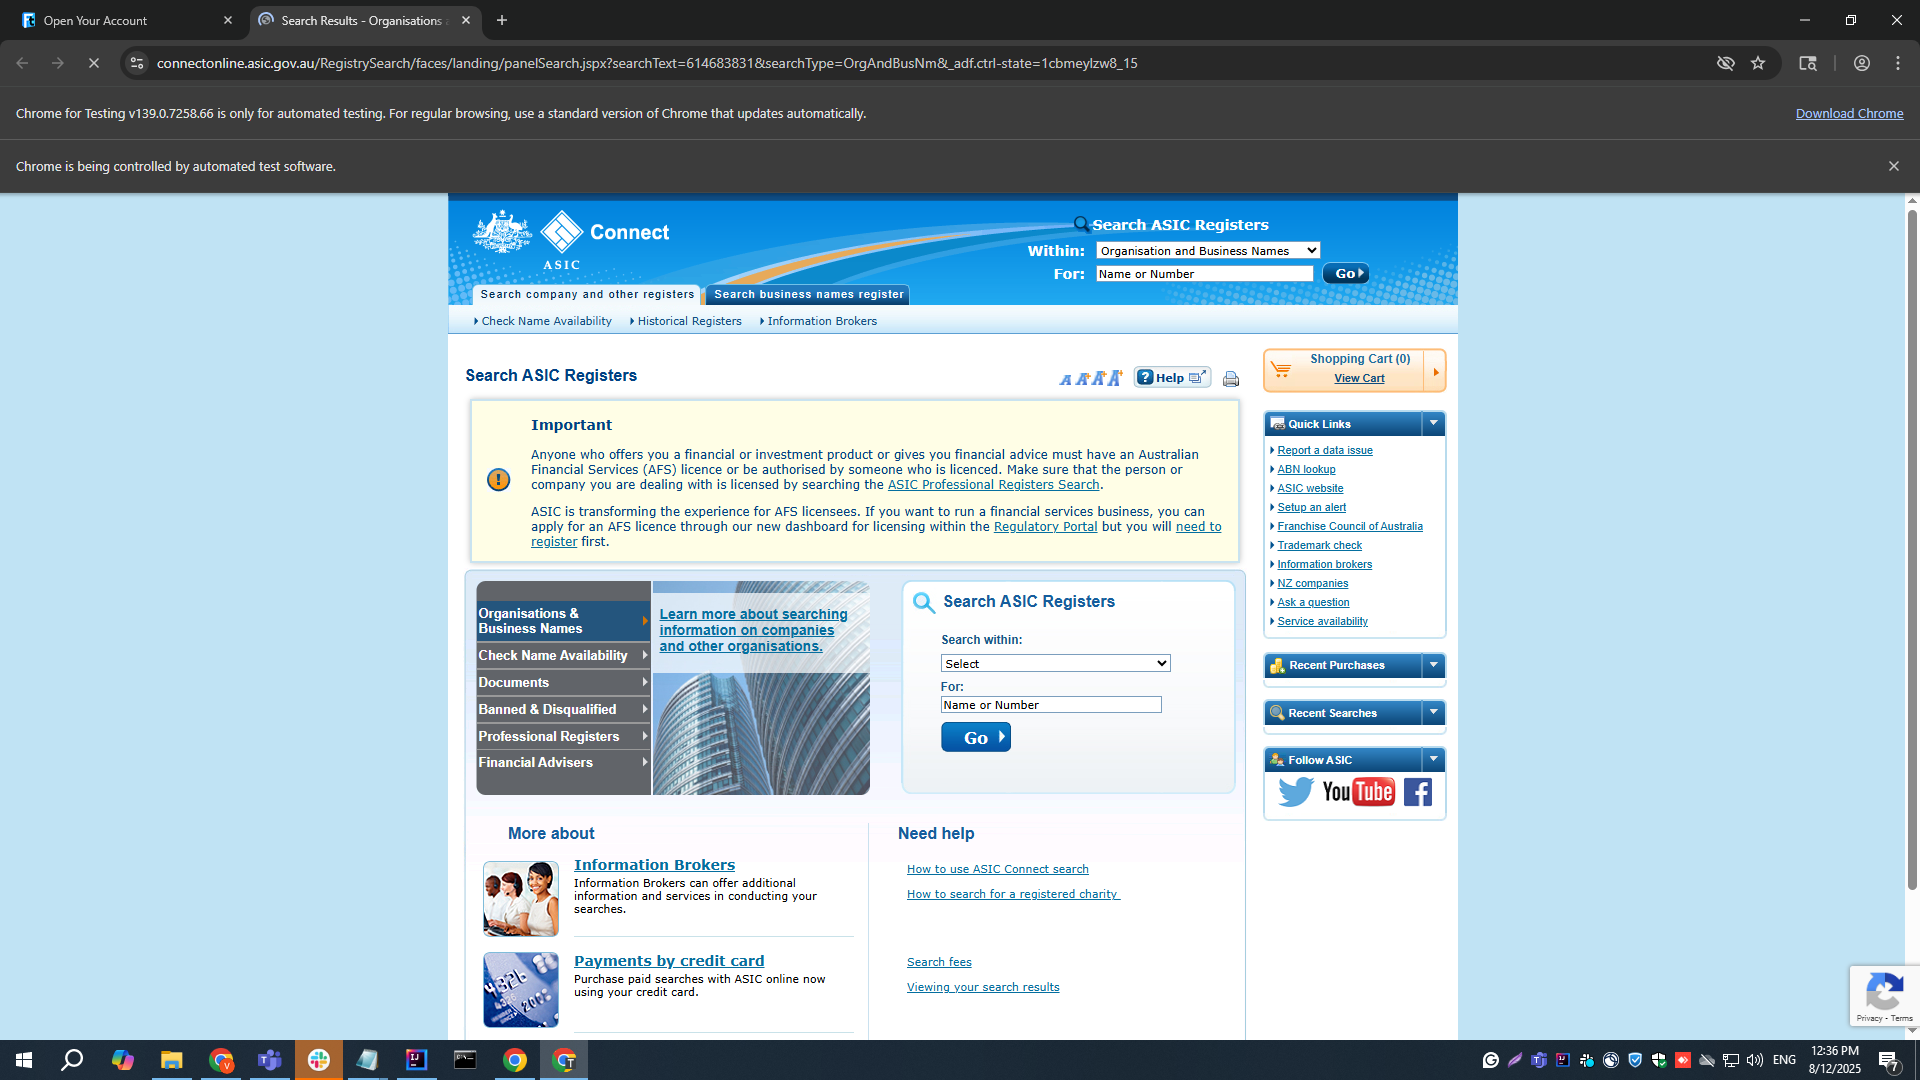 Open Your Account
Search Results - Organisations
connectonline.asic.gov.au/RegistrySearch/faces/landing/panelSearch.jspx?searchText=614683831&searchType=OrgAndBusNm&_adf.ctrl-state=1cbmeylzw8_15
Chrome for Testing v139.0.7258.66 is only for automated testing. For regular browsing, use a standard version of Chrome that updates automatically.
Download Chrome
Chrome is being controlled by automated test software.
ASIC
Connect
Search ASIC Registers
Within:
Organisation and Business Names
For:
Name or Number
Go
Search company and other registers
Search business names register
Check Name Availability
Historical Registers
Information Brokers
Search ASIC Registers
A A+ A+ A+
Help
Shopping Cart (0)
View Cart
Important
Anyone who offers you a financial or investment product or gives you financial advice must have an Australian
Financial Services (AFS) licence or be authorised by someone who is licenced. Make sure that the person or
company you are dealing with is licensed by searching the ASIC Professional Registers Search.
ASIC is transforming the experience for AFS licensees. If you want to run a financial services business, you can
apply for an AFS licence through our new dashboard for licensing within the Regulatory Portal but you will need to
register first.
Quick Links
Report a data issue
ABN lookup
ASIC website
Setup an alert
Franchise Council of Australia
Trademark check
Information brokers
NZ companies
Ask a question
Service availability
Recent Purchases
Recent Searches
Follow ASIC
You Tube
Organisations &
Business Names
Check Name Availability
Documents
Banned & Disqualified
Professional Registers
Financial Advisers
Learn more about searching
information on companies
and other organisations.
Search ASIC Registers
Search within:
Select
For:
Name or Number
Go
More about
Information Brokers
Information Brokers can offer additional
information and services in conducting your
searches.
Payments by credit card
Purchase paid searches with ASIC online now
using your credit card.
Need help
How to use ASIC Connect search
How to search for a registered charity
Search fees
Viewing your search results
Privacy - Terms
ENG
12:36 PM
8/12/2025
7